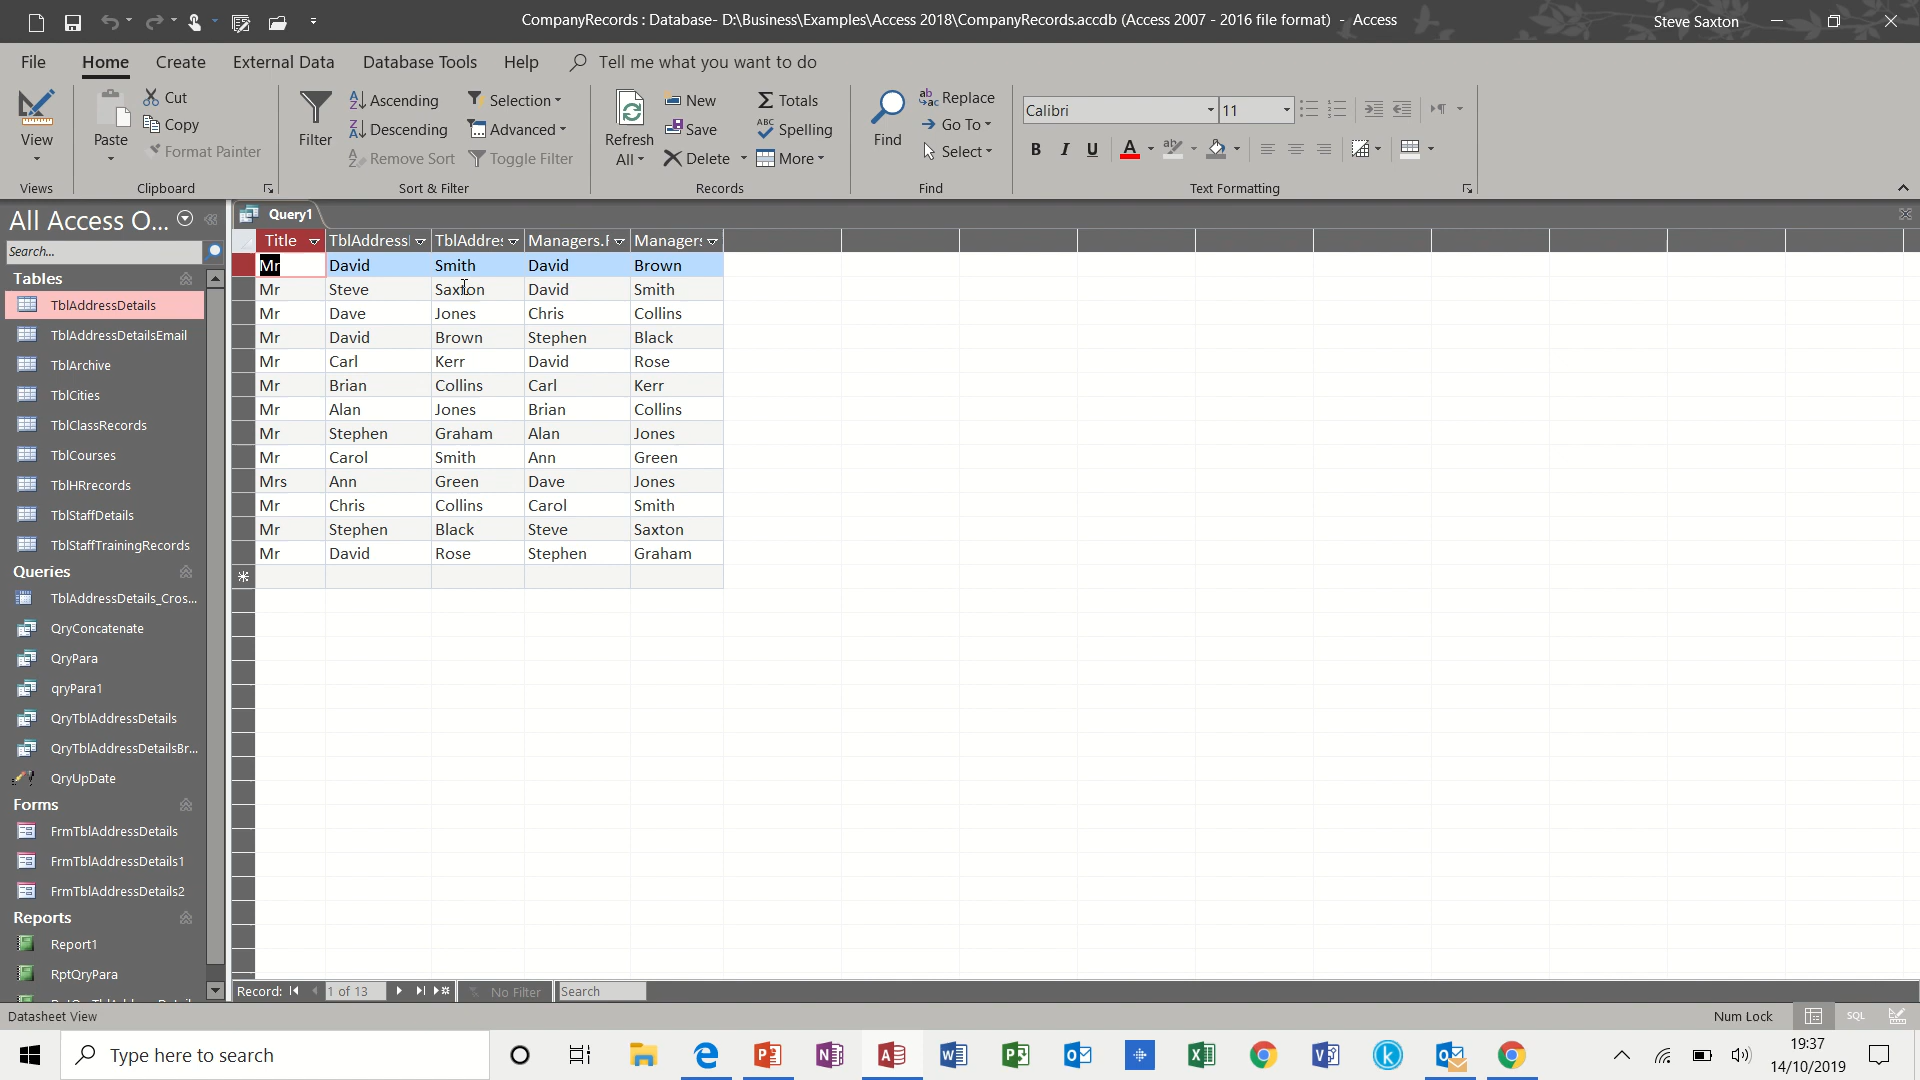 CompanyRecords : Database- D:\Business\Examples\Access 2018\CompanyRecords.accdb (Access 2007 - 2016 file format) - Access
Steve Saxton
File Home Create External Data Database Tools Help Tell me what you want to do
View
Views
Paste
Cut
Copy
Format Painter
Clipboard
Filter
Ascending
Descending
Remove Sort
Selection
Advanced
Toggle Filter
Sort & Filter
Refresh
All
New
Save
Delete
Totals
Spelling
More
Records
Find
Replace
Go To
Select
Find
Calibri 11
B I U
Text Formatting
All Access O...
Search...
Tables
TblAddressDetails
TblAddressDetailsEmail
TblArchive
TblCities
TblClassRecords
TblCourses
TblHRrecords
TblStaffDetails
TblStaffTrainingRecords
Queries
TblAddressDetails_Cros...
QryConcatenate
QryPara
qryPara1
QryTblAddressDetails
QryTblAddressDetailsBr...
QryUpDate
Forms
FrmTblAddressDetails
FrmTblAddressDetails1
FrmTblAddressDetails2
Reports
Report1
RptQryPara
Query1
Title TblAddress TblAddres Managers.F Managers
Mr David Smith David Brown
Mr Steve Saxton David Smith
Mr Dave Jones Chris Collins
Mr David Brown Stephen Black
Mr Carl Kerr David Rose
Mr Brian Collins Carl Kerr
Mr Alan Jones Brian Collins
Mr Stephen Graham Alan Jones
Mr Carol Smith Ann Green
Mrs Ann Green Dave Jones
Mr Chris Collins Carol Smith
Mr Stephen Black Steve Saxton
Mr David Rose Stephen Graham
Record: 1 of 13 No Filter Search
Datasheet View
Num Lock
SQL
Type here to search
19:37
14/10/2019